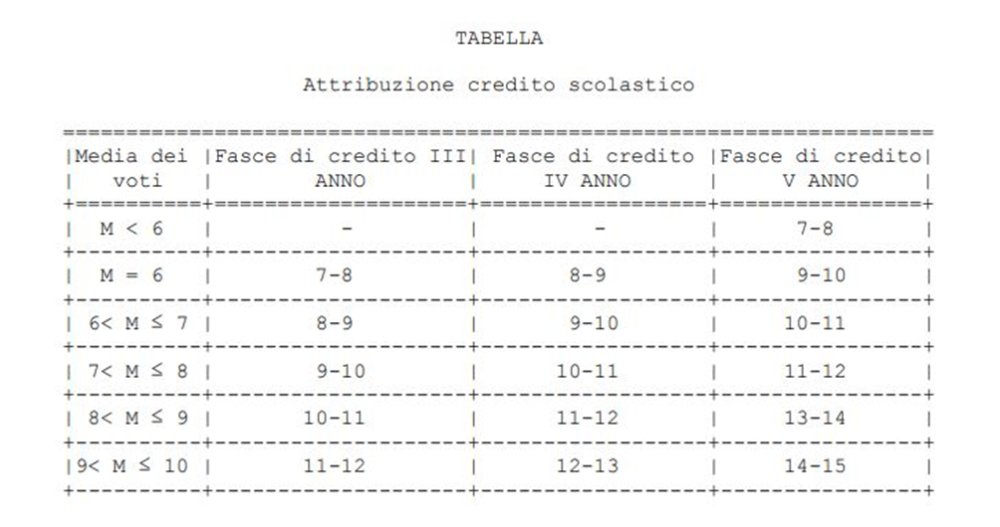 TABELLA
Attribuzione credito scolastico
==========================================================================
|Media dei |Fasce di credito III| Fasce di credito |Fasce di credito|
| voti | ANNO | IV ANNO | V ANNO |
+==========+====================+==================+================+
| M < 6 | - | - | 7-8 |
+----------+--------------------+------------------+----------------+
| M = 6 | 7-8 | 8-9 | 9-10 |
+----------+--------------------+------------------+----------------+
| 6< M ≤ 7 | 8-9 | 9-10 | 10-11 |
+----------+--------------------+------------------+----------------+
| 7< M ≤ 8 | 9-10 | 10-11 | 11-12 |
+----------+--------------------+------------------+----------------+
| 8< M ≤ 9 | 10-11 | 11-12 | 13-14 |
+----------+--------------------+------------------+----------------+
|9< M ≤ 10 | 11-12 | 12-13 | 14-15 |
+----------+--------------------+------------------+----------------+